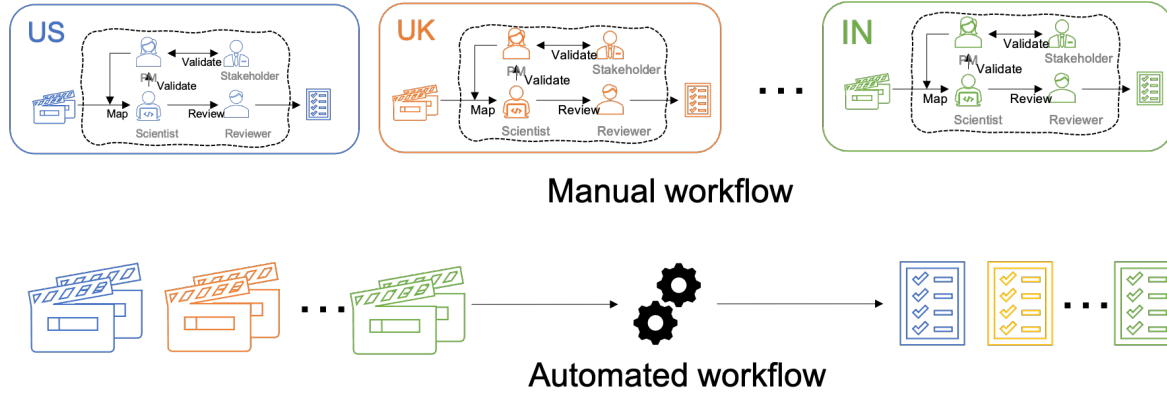 US
Validate
PM
Stakeholder
Validate
Map
Review
Scientist
Reviewer
UK
Validate
PM
Stakeholder
Validate
Map
Review
Scientist
Reviewer
...
IN
Validate
PM
Stakeholder
Validate
Map
Review
Scientist
Reviewer
Manual workflow
...
...
Automated workflow